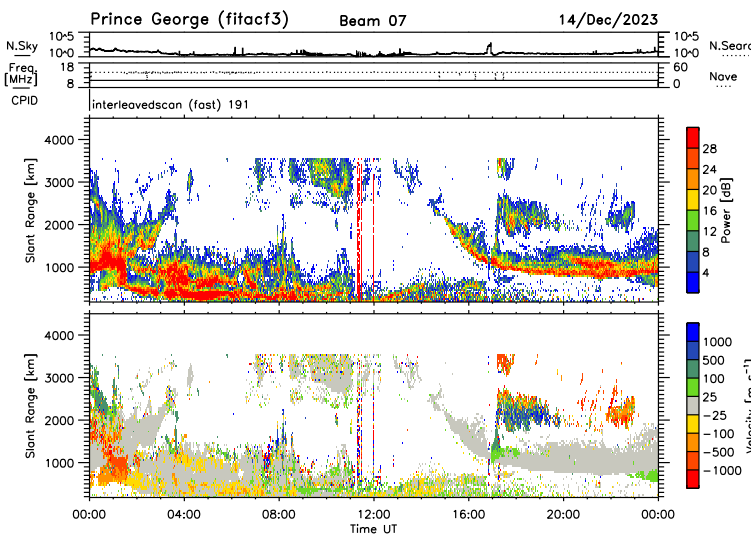 Prince George (fitacf3) Beam 07 14/Dec/2023
N.Sky 10^5 10^0 10^5 10^0 N.Sear
Freq. [MHz] 18 8 60 0 Nave
CPID interleavedscan (fast) 191
Slant Range [km] 4000 3000 2000 1000
Power [dB] 28 24 20 16 12 8 4
Slant Range [km] 4000 3000 2000 1000
Velocity [m s^-1] 1000 500 100 25 -25 -100 -500 -1000
00:00 04:00 08:00 12:00 16:00 20:00 00:00
Time UT